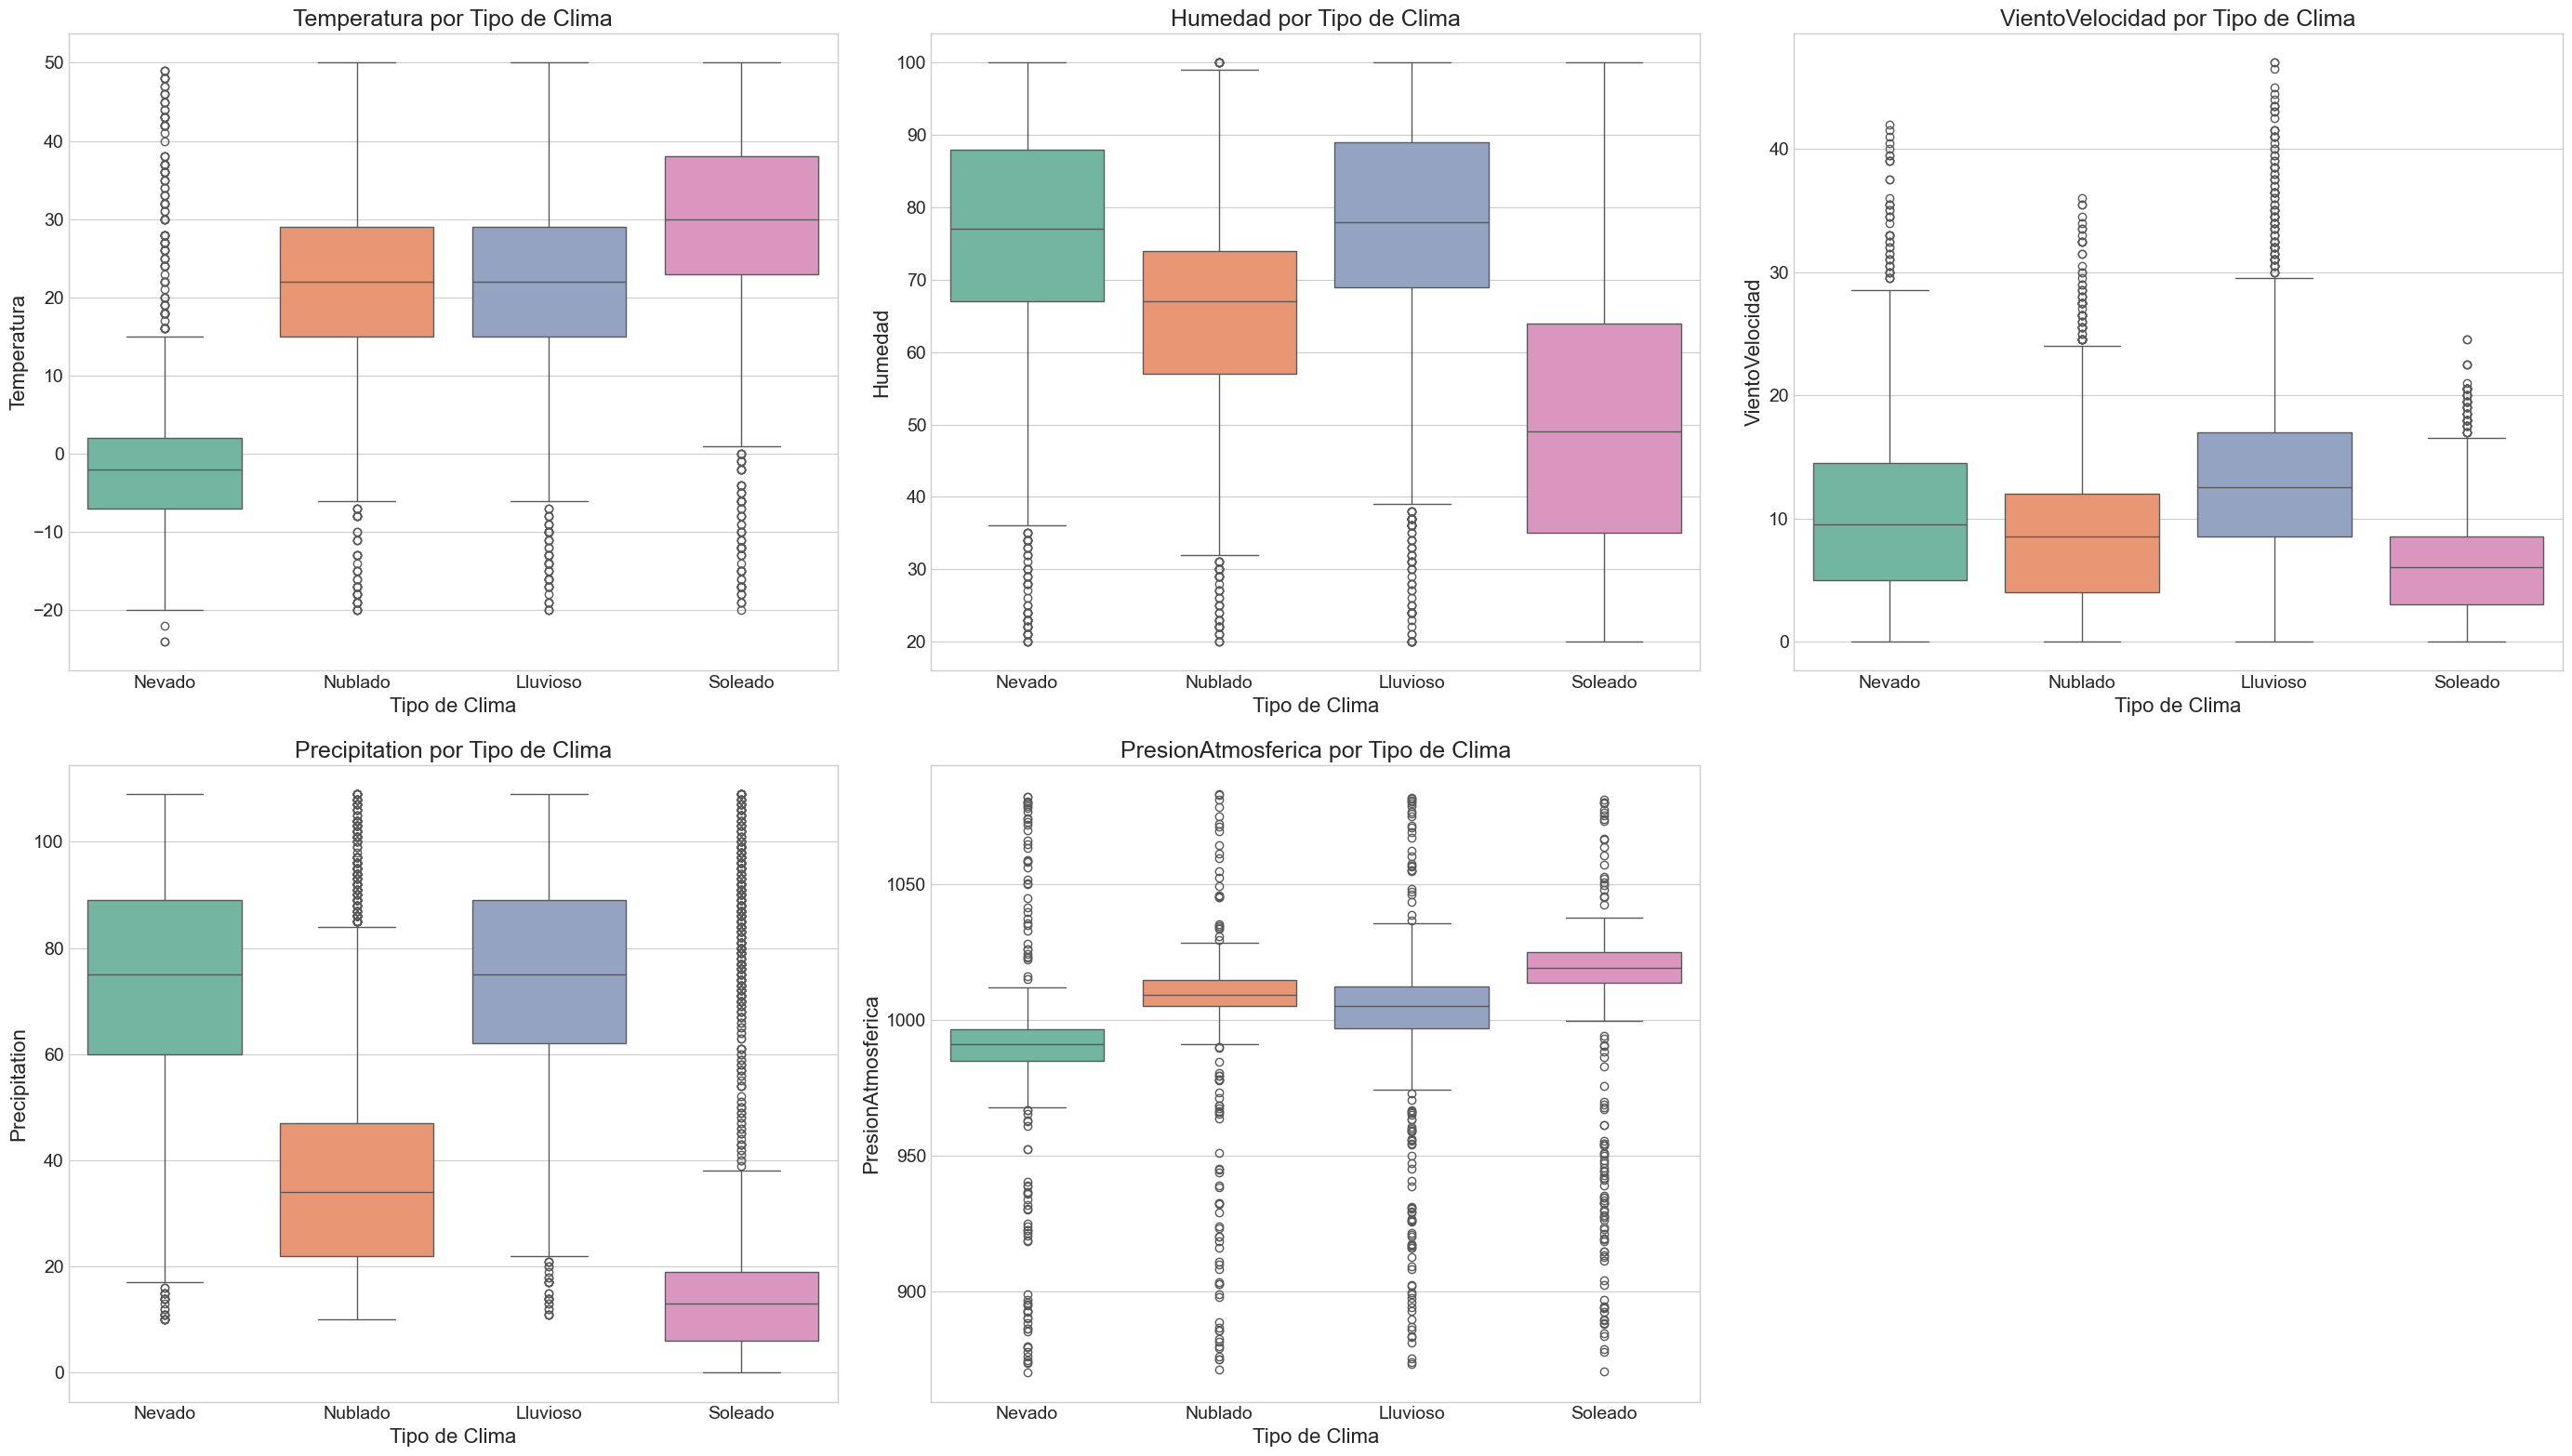 Temperatura por Tipo de Clima
50
40
30
20
10
0
−10
−20
Temperatura
Nevado Nublado Lluvioso Soleado
Tipo de Clima
Humedad por Tipo de Clima
100
90
80
70
60
50
40
30
20
Humedad
Nevado Nublado Lluvioso Soleado
Tipo de Clima
VientoVelocidad por Tipo de Clima
40
30
20
10
0
VientoVelocidad
Nevado Nublado Lluvioso Soleado
Tipo de Clima
Precipitation por Tipo de Clima
100
80
60
40
20
0
Precipitation
Nevado Nublado Lluvioso Soleado
Tipo de Clima
PresionAtmosferica por Tipo de Clima
1050
1000
950
900
PresionAtmosferica
Nevado Nublado Lluvioso Soleado
Tipo de Clima